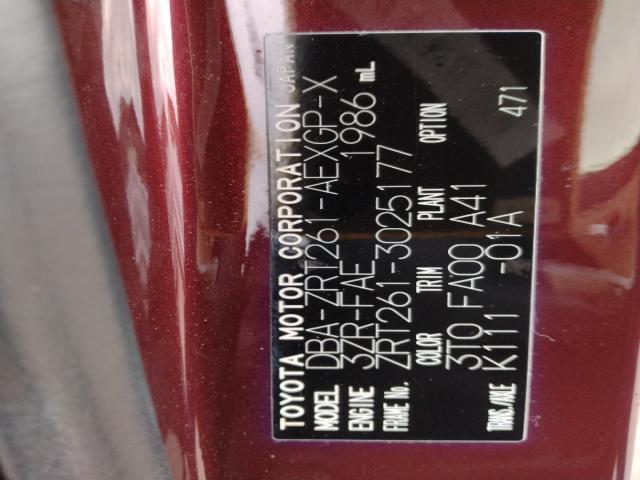 TOYOTA MOTOR CORPORATION JAPAN
MODEL DBA-ZRT261-AEXGP-X
ENGINE 3ZR-FAE 1986 mL
FRAME No. ZRT261-3025177
COLOR TRIM PLANT OPTION
3T0 FA00 A41 471
TRANS./AXLE K111 -01A